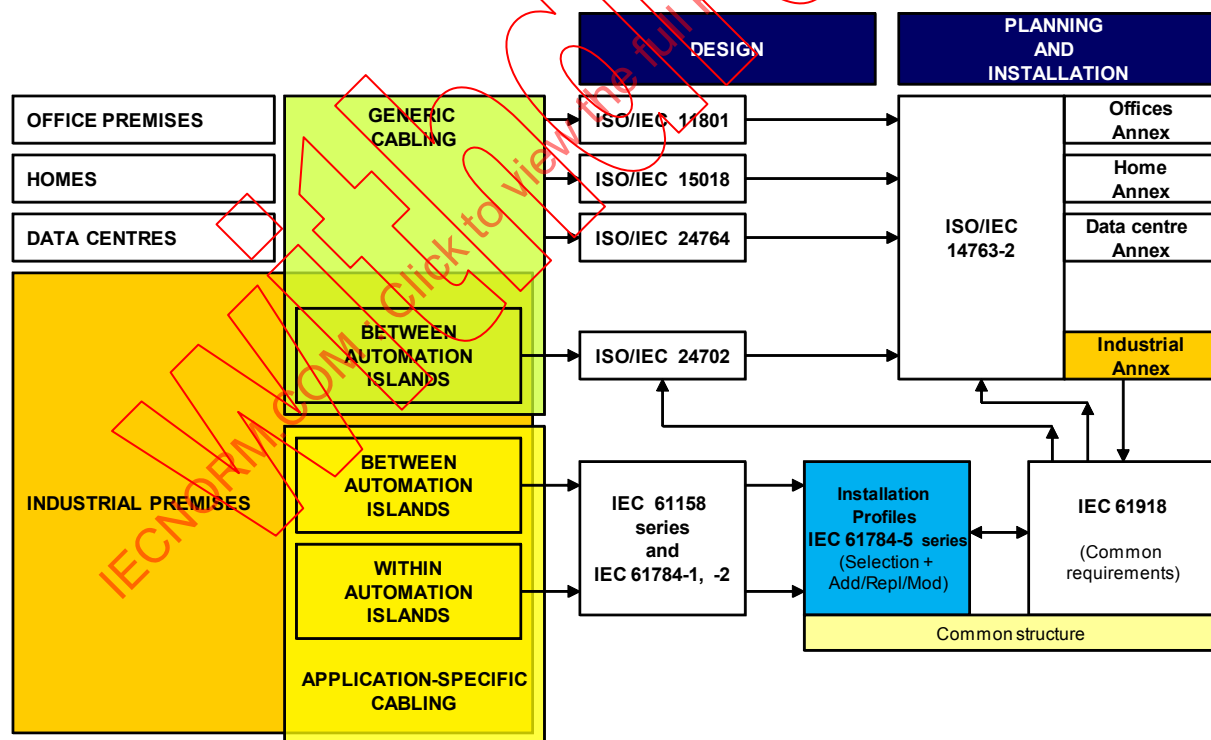 DESIGN
PLANNING
AND
INSTALLATION
OFFICE PREMISES
GENERIC
CABLING
ISO/IEC 11801
Offices
Annex
HOMES
ISO/IEC 15018
Home
Annex
DATA CENTRES
ISO/IEC 24764
ISO/IEC
14763-2
Data centre
Annex
BETWEEN
AUTOMATION
ISLANDS
ISO/IEC 24702
Industrial
Annex
INDUSTRIAL PREMISES
BETWEEN
AUTOMATION
ISLANDS
WITHIN
AUTOMATION
ISLANDS
APPLICATION-SPECIFIC
CABLING
IEC 61158
series
and
IEC 61784-1, -2
Installation
Profiles
IEC 61784-5 series
(Selection +
Add/Repl/Mod)
IEC 61918
(Common
requirements)
Common structure
IECNORM.COM : Click to view the full